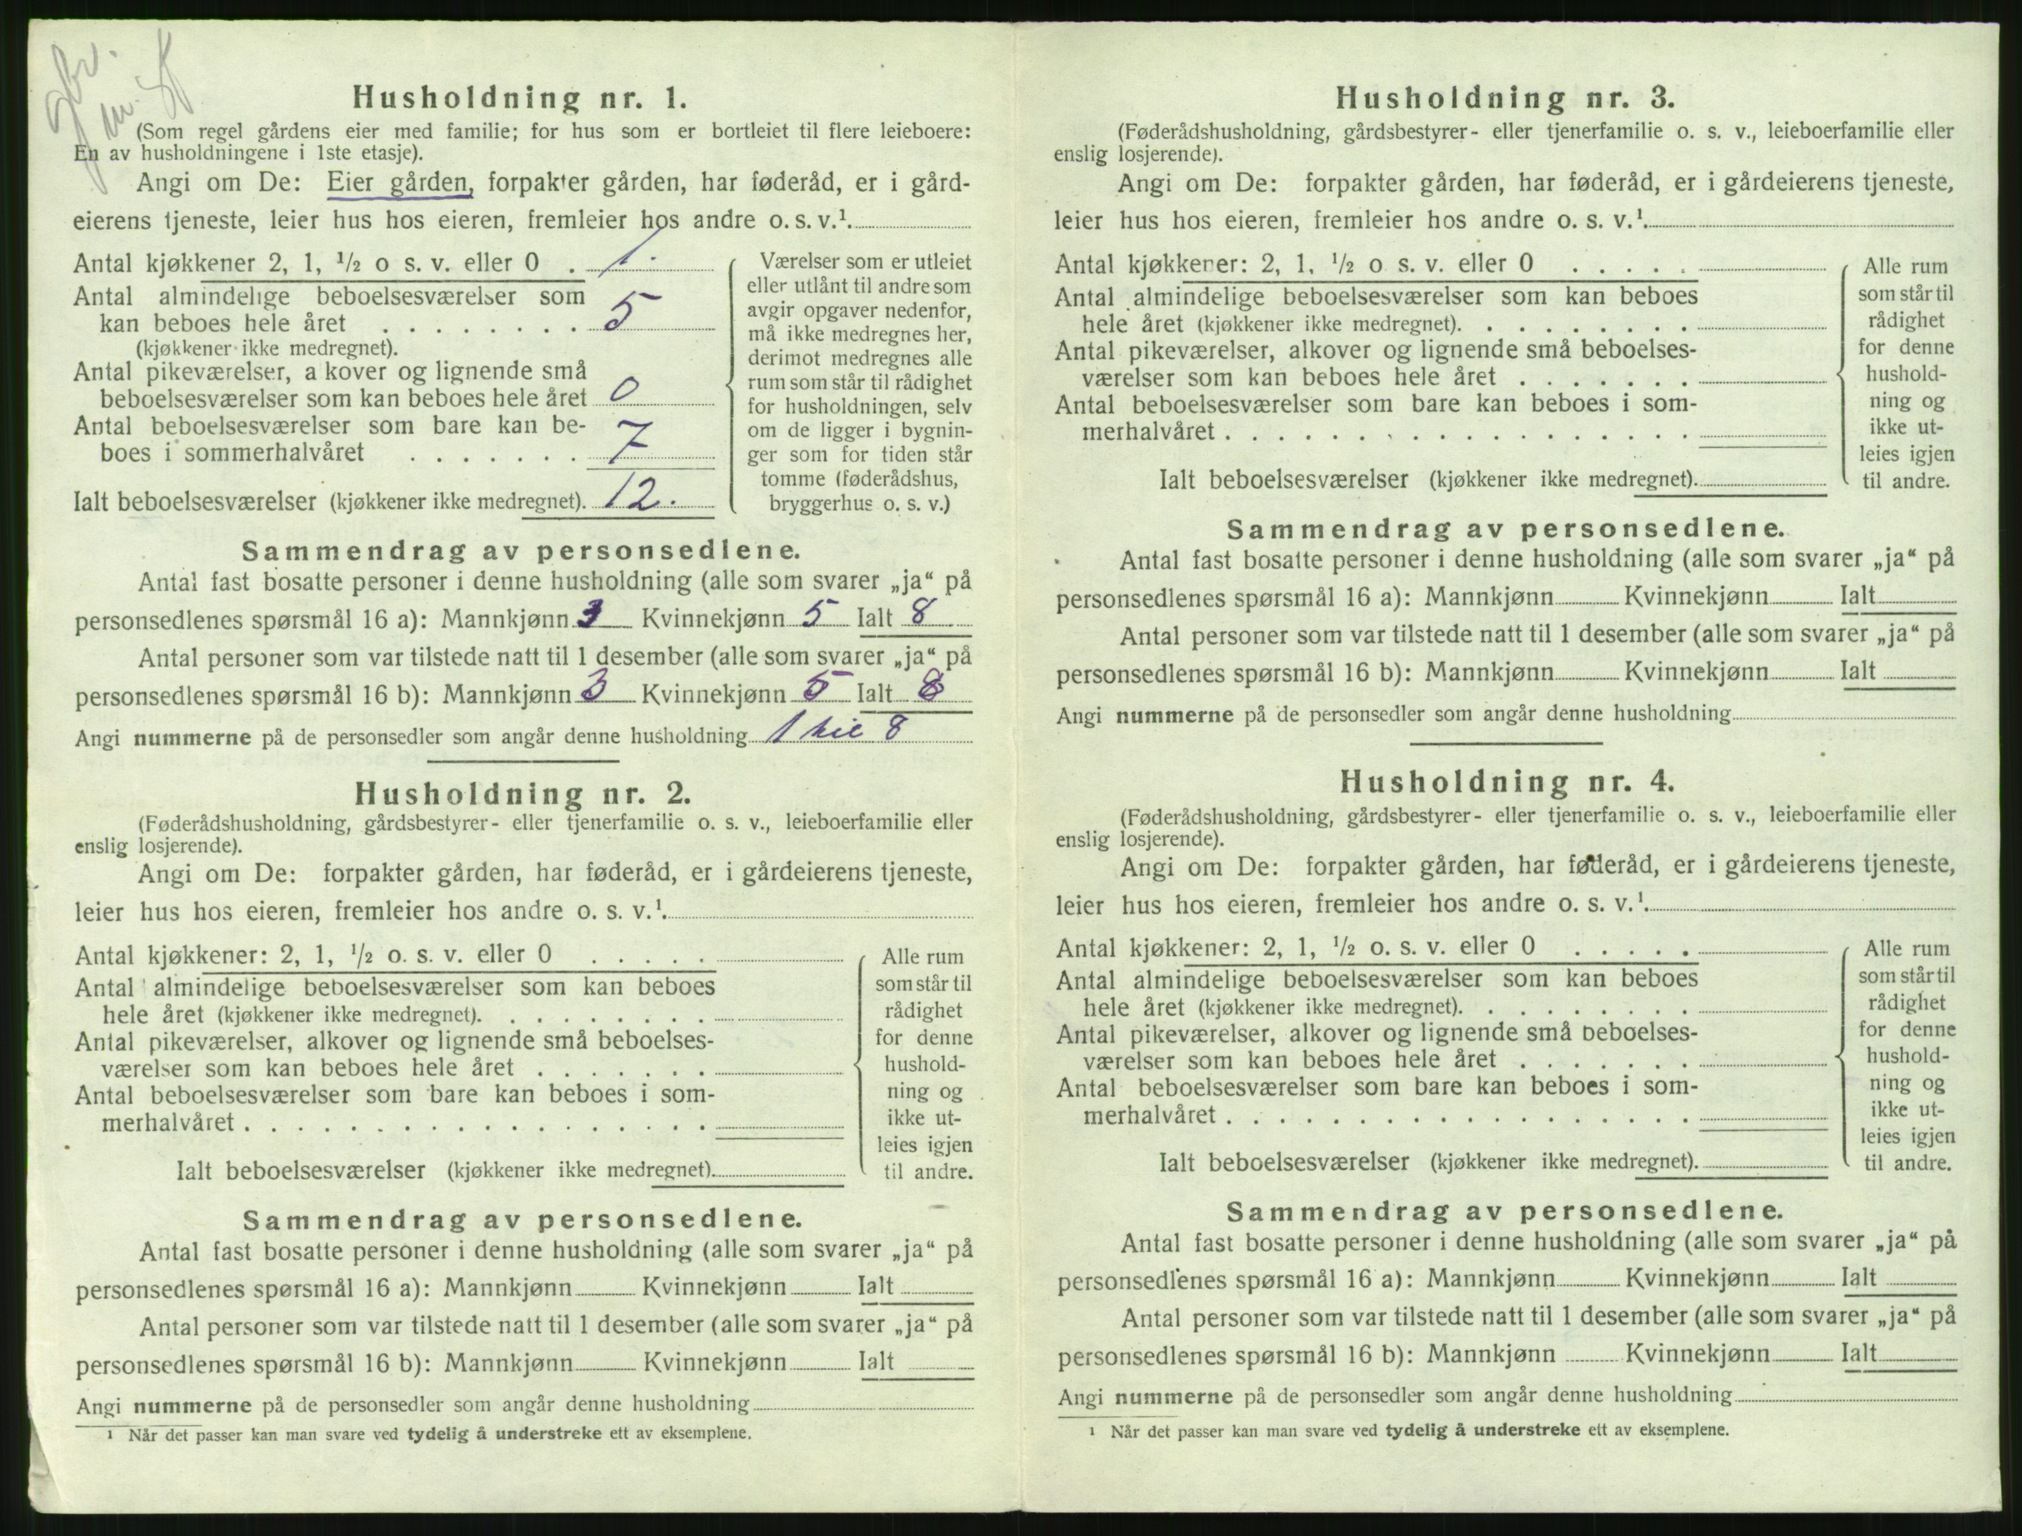 Husholdning nr. 1.
(Som regel gårdens eier med familie; for hus som er bortleiet til flere leieboere:
En av husholdningene i 1ste etasje).
Angi om De: Eier gården, forpakter gården, har føderåd, er i gård-
eierens tjeneste, leier hus hos eieren, fremleier hos andre o. s. v.¹
Antal kjøkkener 2, 1, ½ o s. v. eller 0 . 1.
Antal almindelige beboelsesværelser som
kan beboes hele året . . . . . . . . 5
(kjøkkener ikke medregnet).
Antal pikeværelser, a kover og lignende små
beboelsesværelser som kan beboes hele året 0
Antal beboelsesværelser som bare kan be-
boes i sommerhalvåret . . . . . . . 7
Ialt beboelsesværelser (kjøkkener ikke medregnet). 12.
Værelser som er utleiet
eller utlånt til andre som
avgir opgaver nedenfor,
må ikke medregnes her,
derimot medregnes alle
rum som står til rådighet
for husholdningen, selv
om de ligger i bygnin-
ger som for tiden står
tomme (føderådshus,
bryggerhus o. s. v.)
Sammendrag av personsedlene.
Antal fast bosatte personer i denne husholdning (alle som svarer „ja“ på
personsedlenes spørsmål 16 a): Mannkjønn 3 Kvinnekjønn 5 Ialt 8
Antal personer som var tilstede natt til 1 desember (alle som svarer „ja“ på
personsedlenes spørsmål 16 b): Mannkjønn 3 Kvinnekjønn 5 Ialt 8
Angi nummerne på de personsedler som angår denne husholdning 1 til 8
Husholdning nr. 2.
(Føderådshusholdning, gårdsbestyrer- eller tjenerfamilie o. s. v., leieboerfamilie eller
enslig losjerende).
Angi om De: forpakter gården, har føderåd, er i gårdeierens tjeneste,
leier hus hos eieren, fremleier hos andre o. s. v.¹
Antal kjøkkener: 2, 1, ½ o. s. v. eller 0 . . . . .
Antal almindelige beboelsesværelser som kan beboes
hele året (kjøkkener ikke medregnet). . . . . . . . .
Antal pikeværelser, alkover og lignende små beboelses-
værelser som kan beboes hele året . . . . . . .
Antal beboelsesværelser som bare kan beboes i som-
merhalvåret . . . . . . . . . . . . . . . . . .
Ialt beboelsesværelser (kjøkkener ikke medregnet).
Alle rum
som står til
rådighet
for denne
hushold-
ning og
ikke ut-
leies igjen
til andre.
Sammendrag av personsedlene.
Antal fast bosatte personer i denne husholdning (alle som svarer „ja“ på
personsedlenes spørsmål 16 a): Mannkjønn Kvinnekjønn Ialt
Antal personer som var tilstede natt til 1 desember (alle som svarer „ja“ på
personsedlenes spørsmål 16 b): Mannkjønn Kvinnekjønn Ialt
Angi nummerne på de personsedler som angår denne husholdning
¹ Når det passer kan man svare ved tydelig å understreke ett av eksemplene.
Husholdning nr. 3.
(Føderådshusholdning, gårdsbestyrer- eller tjenerfamilie o. s. v., leieboerfamilie eller
enslig losjerende).
Angi om De: forpakter gården, har føderåd, er i gårdeierens tjeneste,
leier hus hos eieren, fremleier hos andre o. s. v.¹
Antal kjøkkener: 2, 1, ½ o s. v. eller 0 . . . . .
Antal almindelige beboelsesværelser som kan beboes
hele året (kjøkkener ikke medregnet). . . . . . . . .
Antal pikeværelser, alkover og lignende små beboelses-
værelser som kan beboes hele året . . . . . . .
Antal beboelsesværelser som bare kan beboes i som-
merhalvåret . . . . . . . . . . . . . . . . . .
Ialt beboelsesværelser (kjøkkener ikke medregnet).
Alle rum
som står til
rådighet
for denne
hushold-
ning og
ikke ut-
leies igjen
til andre.
Sammendrag av personsedlene.
Antal fast bosatte personer i denne husholdning (alle som svarer „ja“ på
personsedlenes spørsmål 16 a): Mannkjønn Kvinnekjønn Ialt
Antal personer som var tilstede natt til 1 desember (alle som svarer „ja“ på
personsedlenes spørsmål 16 b): Mannkjønn Kvinnekjønn Ialt
Angi nummerne på de personsedler som angår denne husholdning
Husholdning nr. 4.
(Føderådshusholdning, gårdsbestyrer- eller tjenerfamilie o. s. v., leieboerfamilie eller
enslig losjerende).
Angi om De: forpakter gården, har føderåd, er i gårdeierens tjeneste,
leier hus hos eieren, fremleier hos andre o. s. v.¹
Antal kjøkkener: 2, 1, ½ o. s. v. eller 0 . . . . .
Antal almindelige beboelsesværelser som kan beboes
hele året (kjøkkener ikke medregnet). . . . . . . . .
Antal pikeværelser, alkover og lignende små beboelses-
værelser som kan beboes hele året . . . . . . .
Antal beboelsesværelser som bare kan beboes i som-
merhalvåret . . . . . . . . . . . . . . . . . .
Ialt beboelsesværelser (kjøkkener ikke medregnet).
Alle rum
som står til
rådighet
for denne
hushold-
ning og
ikke ut-
leies igjen
til andre.
Sammendrag av personsedlene.
Antal fast bosatte personer i denne husholdning (alle som svarer „ja“ på
personsedlenes spørsmål 16 a): Mannkjønn Kvinnekjønn Ialt
Antal personer som var tilstede natt til 1 desember (alle som svarer „ja“ på
personsedlenes spørsmål 16 b): Mannkjønn Kvinnekjønn Ialt
Angi nummerne på de personsedler som angår denne husholdning
¹ Når det passer kan man svare ved tydelig å understreke ett av eksemplene.